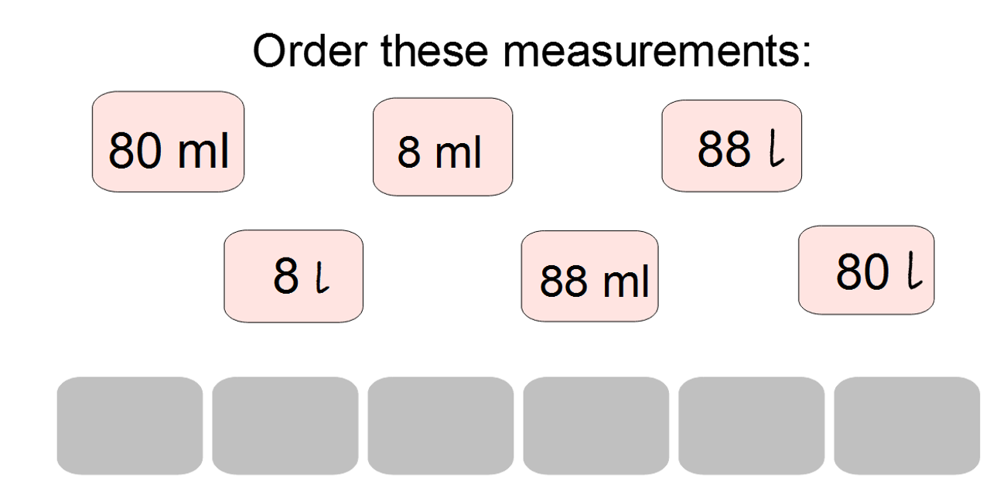 Order these measurements:
80 ml
8 ml
88 l
8 l
88 ml
80 l